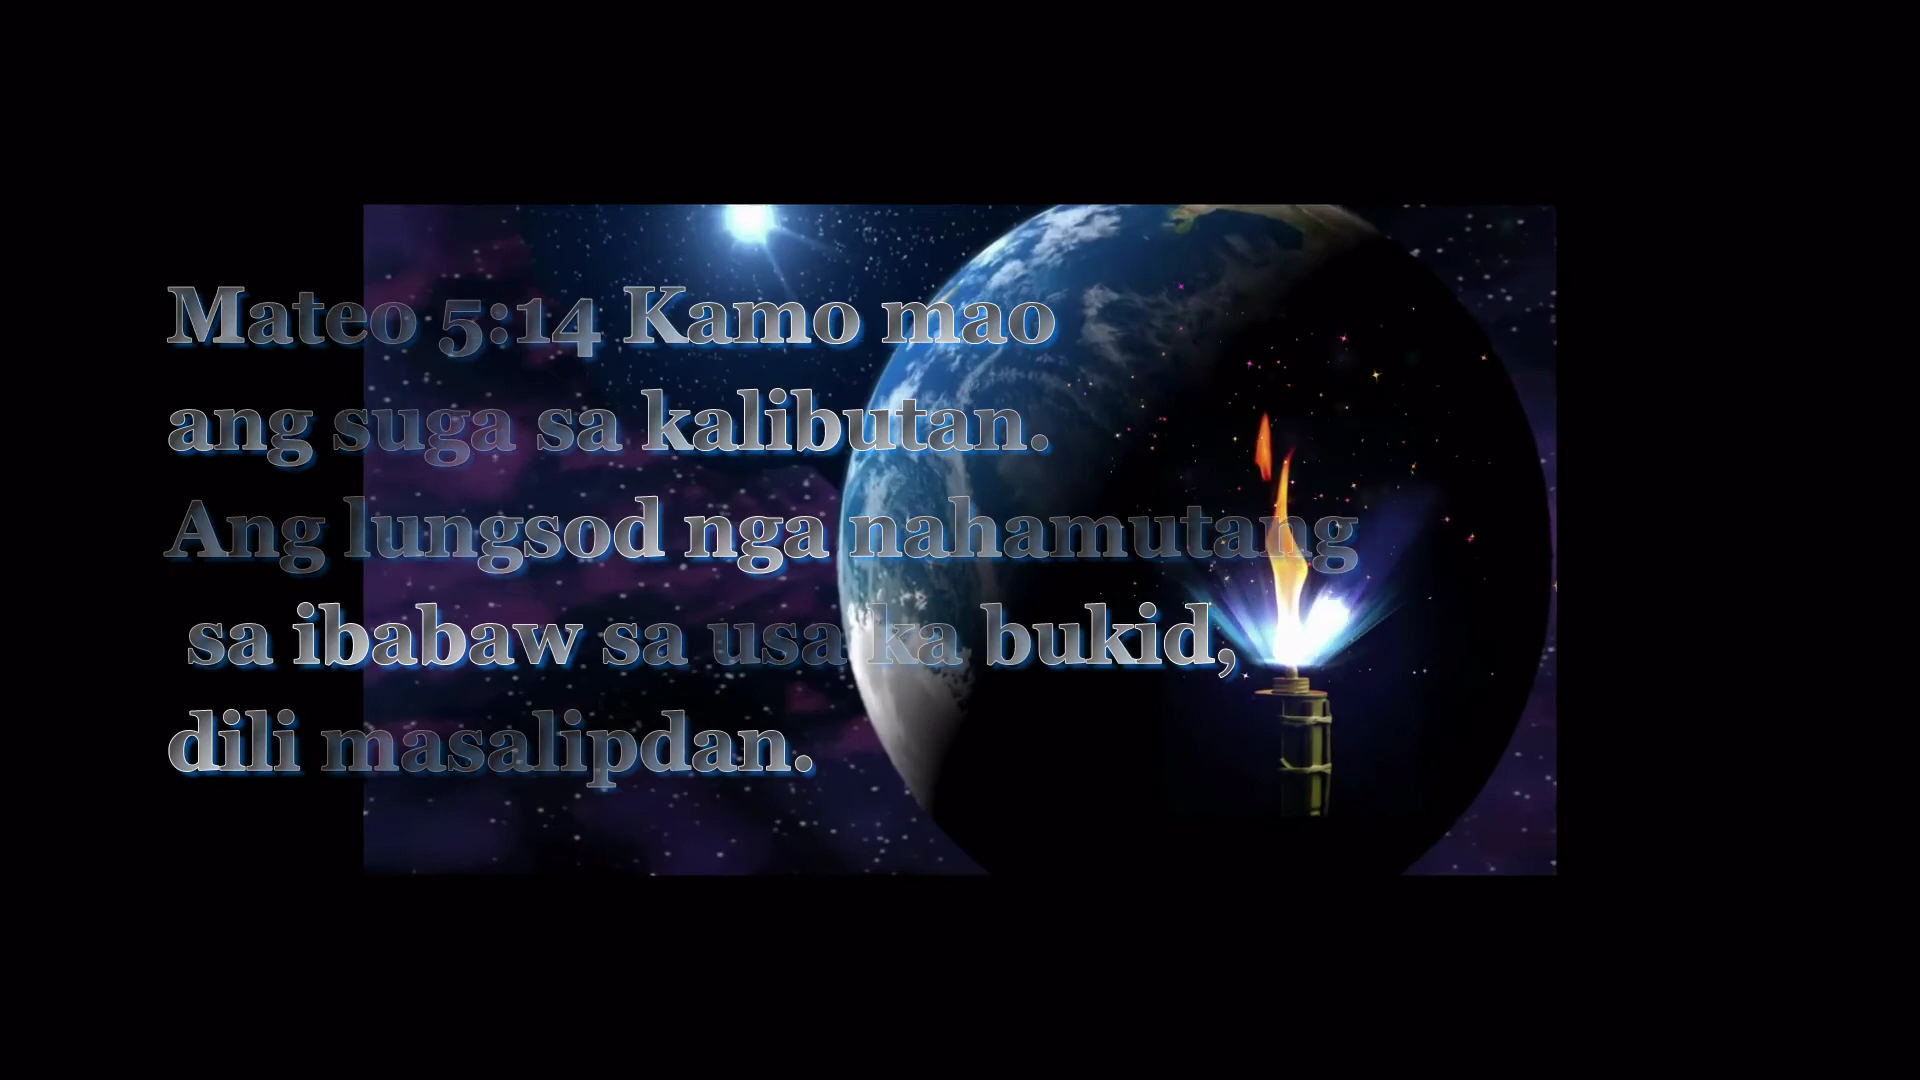 Mateo 5:14 Kamo mao
ang suga sa kalibutan.
Ang lungsod nga nahamutang
sa ibabaw sa usa ka bukid,
dili masalipdan.